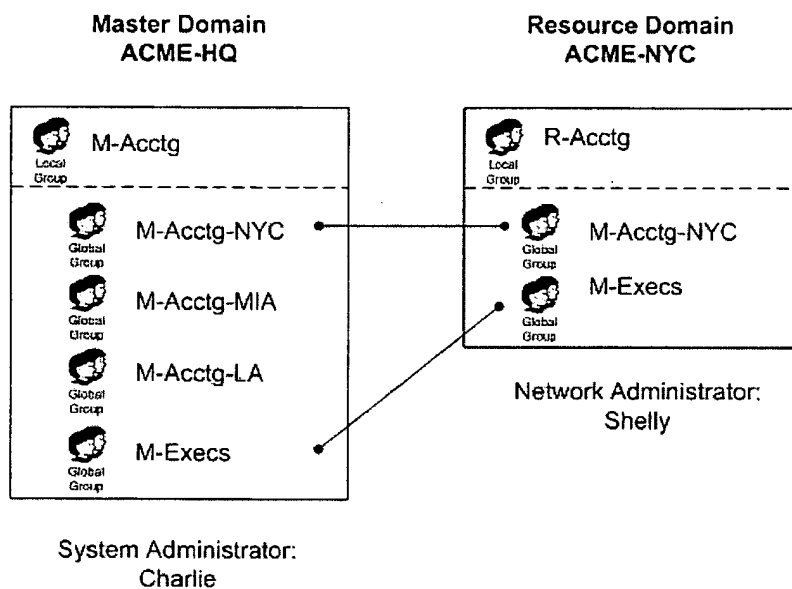 Master Domain
ACME-HQ
Local
Group
M-Acctg
Global
Group
M-Acctg-NYC
Global
Group
M-Acctg-MIA
Global
Group
M-Acctg-LA
Global
Group
M-Execs
System Administrator:
Charlie
Resource Domain
ACME-NYC
Local
Group
R-Acctg
Global
Group
M-Acctg-NYC
Global
Group
M-Execs
Network Administrator:
Shelly